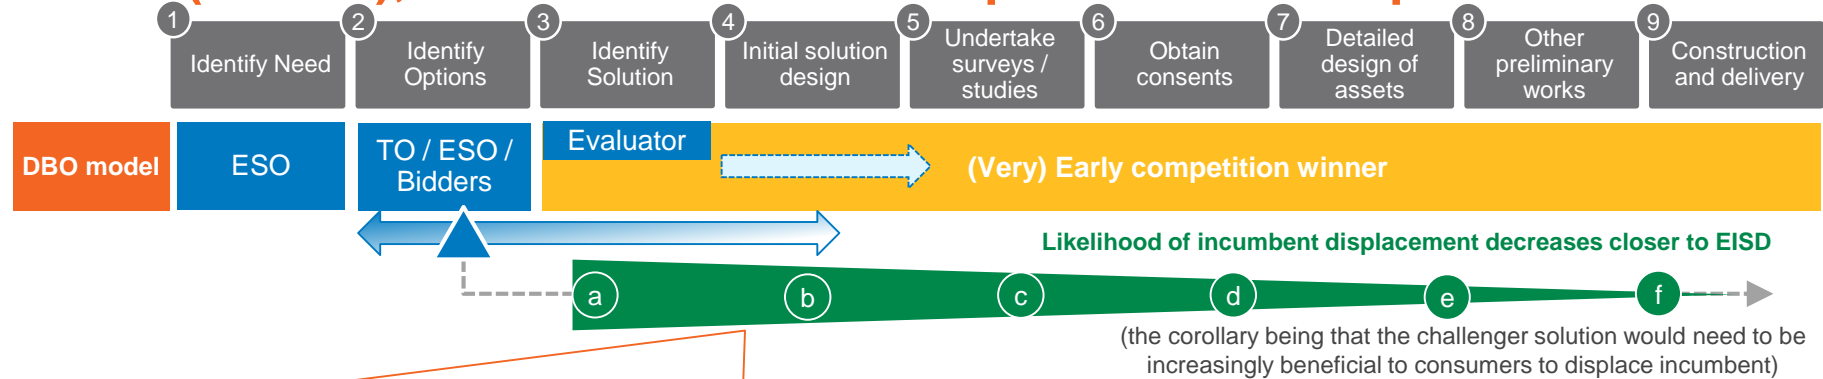 1
Identify Need
2
Identify
Options
3
Identify
Solution
4
Initial solution
design
5
Undertake
surveys /
studies
6
Obtain
consents
7
Detailed
design of
assets
8
Other
preliminary
works
9
Construction
and delivery
DBO model
ESO
TO / ESO /
Bidders
Evaluator
(Very) Early competition winner
Likelihood of incumbent displacement decreases closer to EISD
a
b
c
d
e
f
(the corollary being that the challenger solution would need to be
increasingly beneficial to consumers to displace incumbent)